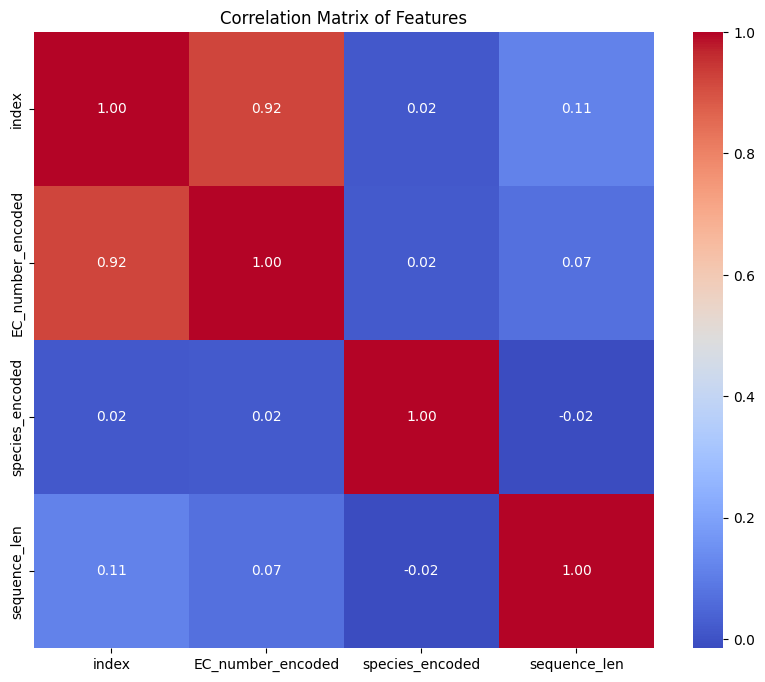 Correlation Matrix of Features
index 1.00 0.92 0.02 0.11
EC_number_encoded 0.92 1.00 0.02 0.07
species_encoded 0.02 0.02 1.00 -0.02
sequence_len 0.11 0.07 -0.02 1.00
index EC_number_encoded species_encoded sequence_len
1.0
0.8
0.6
0.4
0.2
0.0